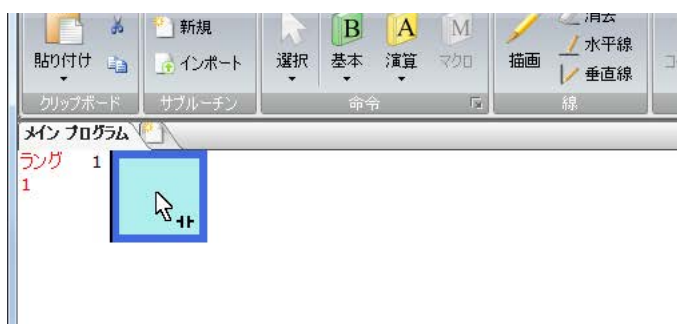 新規
B
A
M
消去
水平線
貼り付け
インポート
選択
基本
演算
マクロ
描画
垂直線
クリップボード
サブルーチン
命令
線
メイン プログラム
ラング 1
1